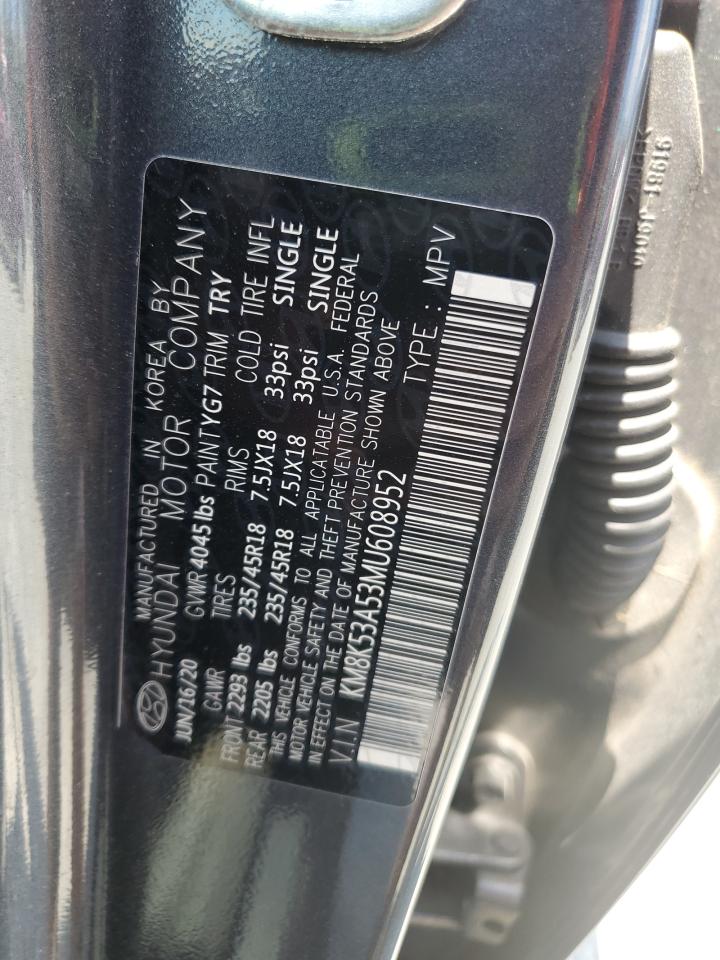 MANUFACTURED IN KOREA BY
HYUNDAI MOTOR COMPANY
JUN/16/20 GVWR 4045lbs PAINT YG7 TRIM TRY
GAWR TIRES RIMS COLD TIRE INFL
FRONT 2293 lbs 235/45R18 7.5JX18 33psi SINGLE
REAR 2205 lbs 235/45R18 7.5JX18 33psi SINGLE
THIS VEHICLE CONFORMS TO ALL APPLICATABLE U.S.A. FEDERAL
MOTOR VEHICLE SAFETY AND THEFT PREVENTION STANDARDS
IN EFFECT ON THE DATE OF MANUFACTURE SHOWN ABOVE
V.I.N KM8K53A53MU608952 TYPE : MPV